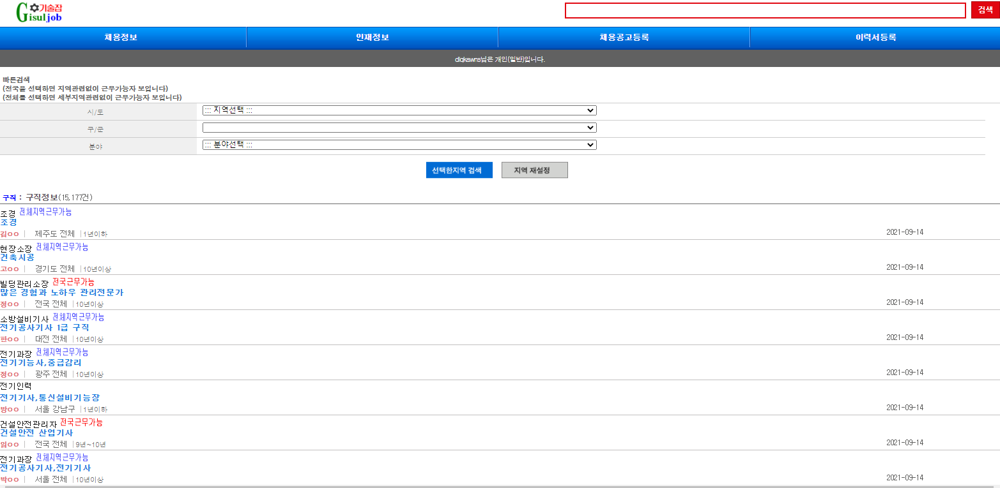 기술잡
Gisuljob
검색
채용정보 인재정보 채용공고등록 이력서등록
dlqkawns님은 개인(일반)입니다.
빠른검색
(전국을 선택하면 지역관련없이 근무가능자 보입니다)
(전체를 선택하면 세부지역관련없이 근무가능자 보입니다)
시/도 ::: 지역선택 :::
구/군
분야 ::: 분야선택 :::
선택한지역 검색 지역 재설정
구직 : 구직정보(15,177건)
조경 전체지역근무가능
조경
김ㅇㅇ | 제주도 전체 | 1년이하 2021-09-14
현장소장 전체지역근무가능
건축시공
고ㅇㅇ | 경기도 전체 | 10년이상 2021-09-14
빌딩관리소장 전국근무가능
많은 경험과 노하우 관리전문가
정ㅇㅇ | 전국 전체 | 10년이상 2021-09-14
소방설비기사 전체지역근무가능
전기공사기사 1급 구직
한ㅇㅇ | 대전 전체 | 10년이상 2021-09-14
전기과장 전체지역근무가능
전기기능사,중급감리
정ㅇㅇ | 광주 전체 | 10년이상 2021-09-14
전기인력
전기기사,통신설비기능장
방ㅇㅇ | 서울 강남구 | 1년이하 2021-09-14
건설안전관리자 전국근무가능
건설안전 산업기사
임ㅇㅇ | 전국 전체 | 9년~10년 2021-09-14
전기과장 전체지역근무가능
전기공사기사,전기기사
박ㅇㅇ | 서울 전체 | 10년이상 2021-09-14